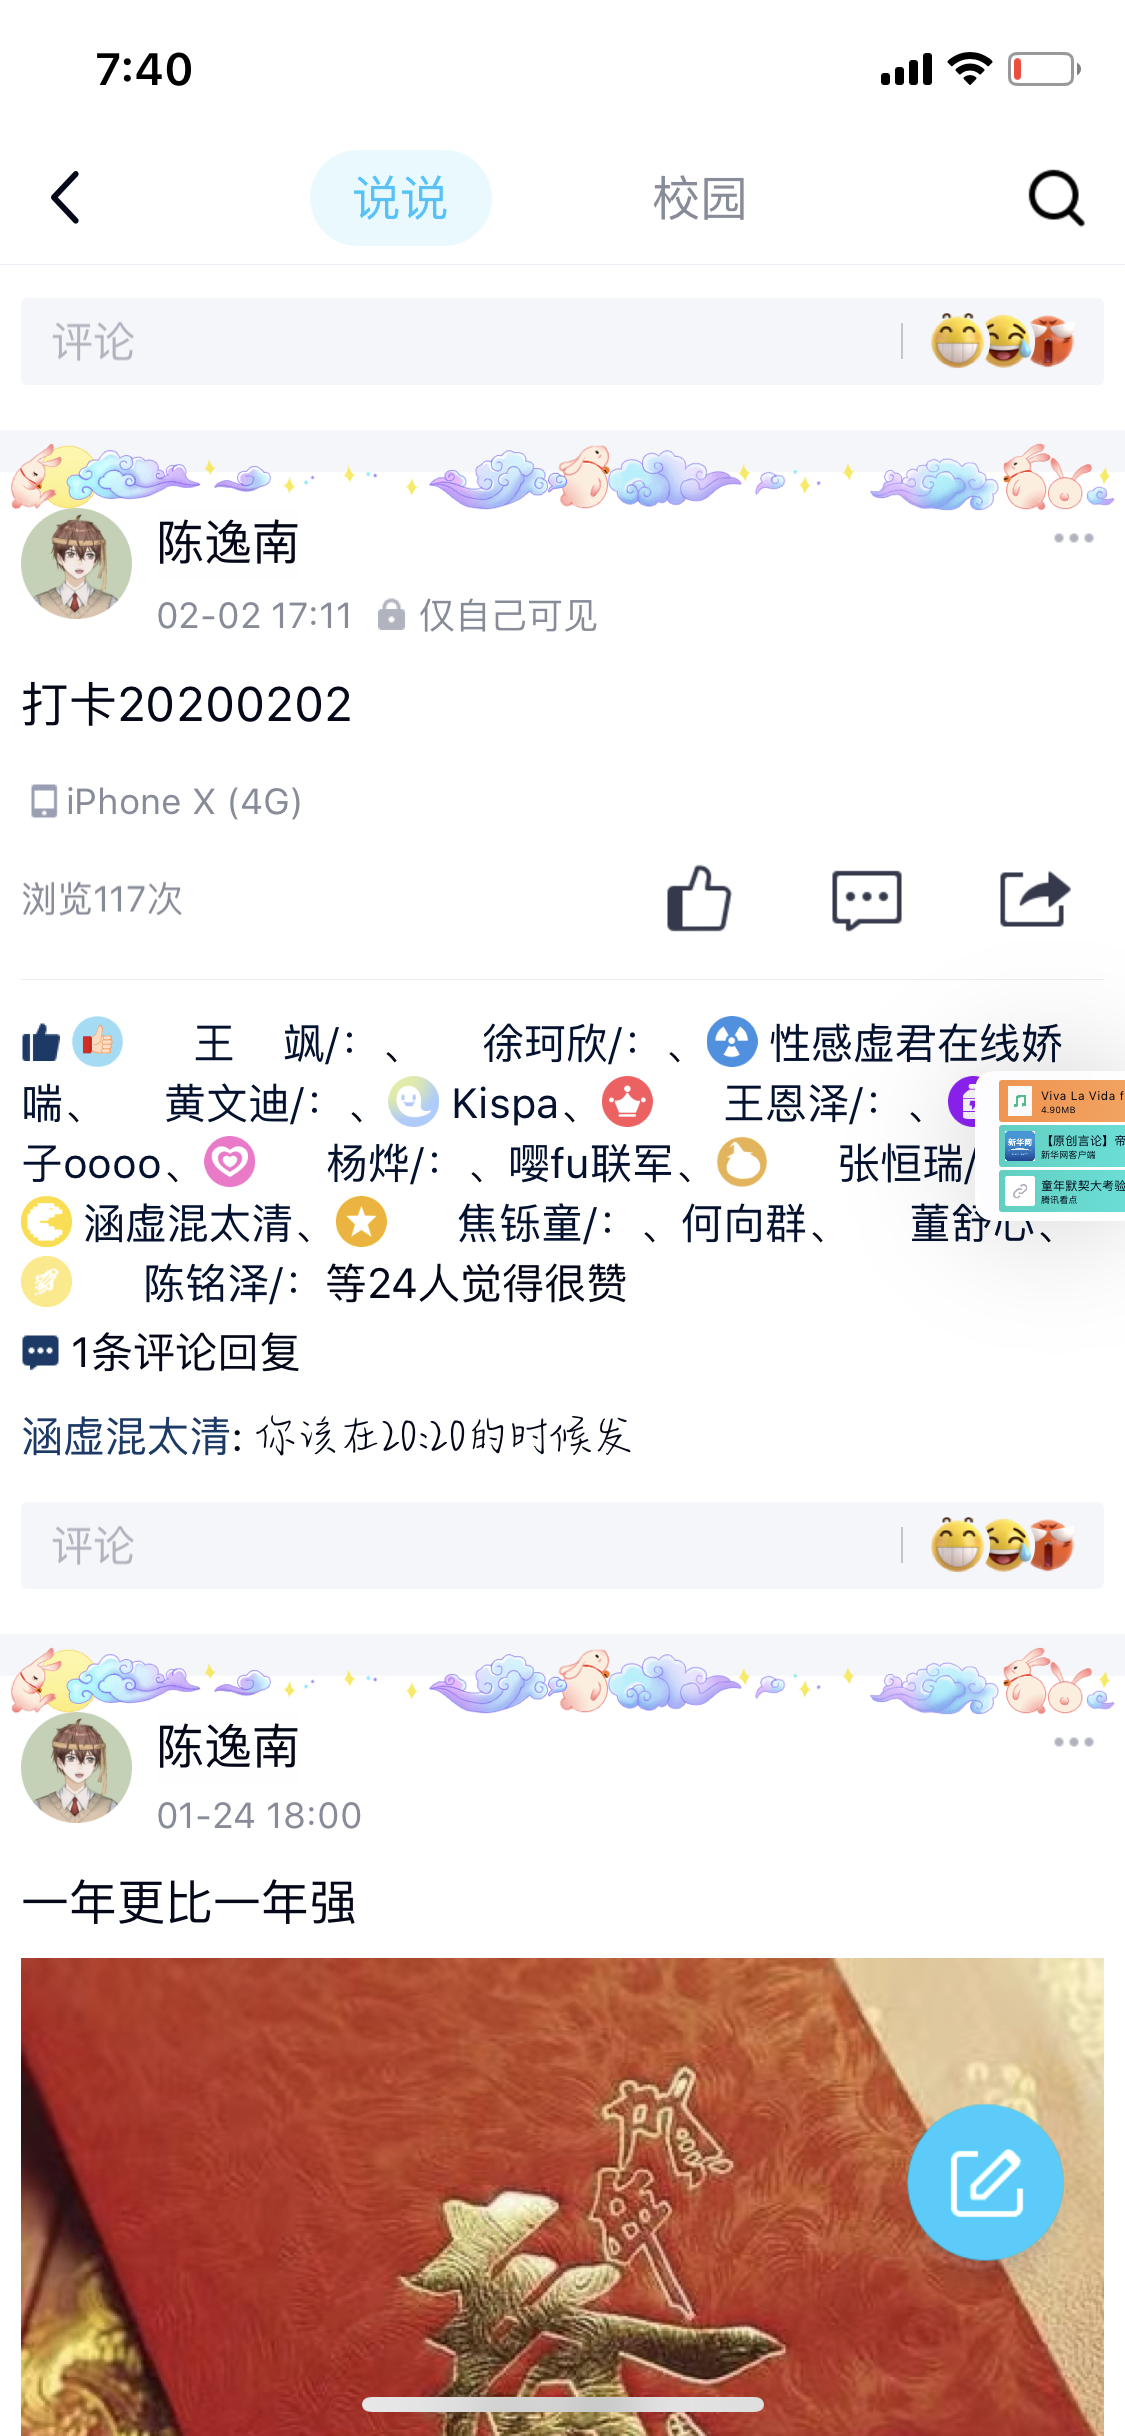 7:40
说说
校园
评论
陈逸南
02-02 17:11 仅自己可见
打卡20200202
iPhone X (4G)
浏览117次
王 飒/: 、 徐珂欣/: 、 性感虚君在线娇
喘、 黄文迪/: 、 Kispa、 王恩泽/: 、
子oooo、 杨烨/: 、嘤fu联军、 张恒瑞/
涵虚混太清、 焦铄童/: 、何向群、 董舒心、
陈铭泽/: 等24人觉得很赞
Viva La Vida f
4.90MB
新华网
【原创言论】帝
新华网客户端
童年默契大考验
腾讯看点
1条评论回复
涵虚混太清: 你该在20:20的时候发
评论
陈逸南
01-24 18:00
一年更比一年强